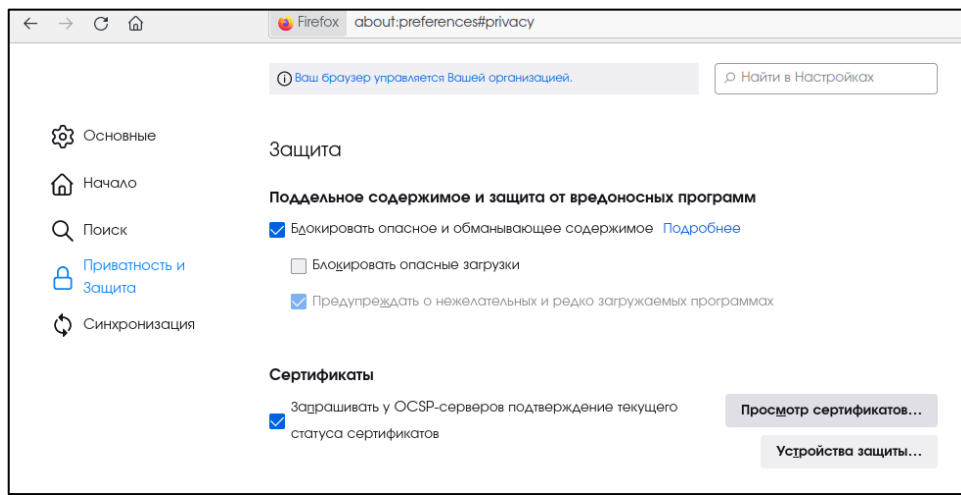 Firefox about:preferences#privacy
Ваш браузер управляется Вашей организацией.
Найти в Настройках
Основные
Начало
Поиск
Приватность и
Защита
Синхронизация
Защита
Поддельное содержимое и защита от вредоносных программ
Блокировать опасное и обманывающее содержимое Подробнее
Блокировать опасные загрузки
Предупреждать о нежелательных и редко загружаемых программах
Сертификаты
Запрашивать у OCSP-серверов подтверждение текущего
статуса сертификатов
Просмотр сертификатов...
Устройства защиты...